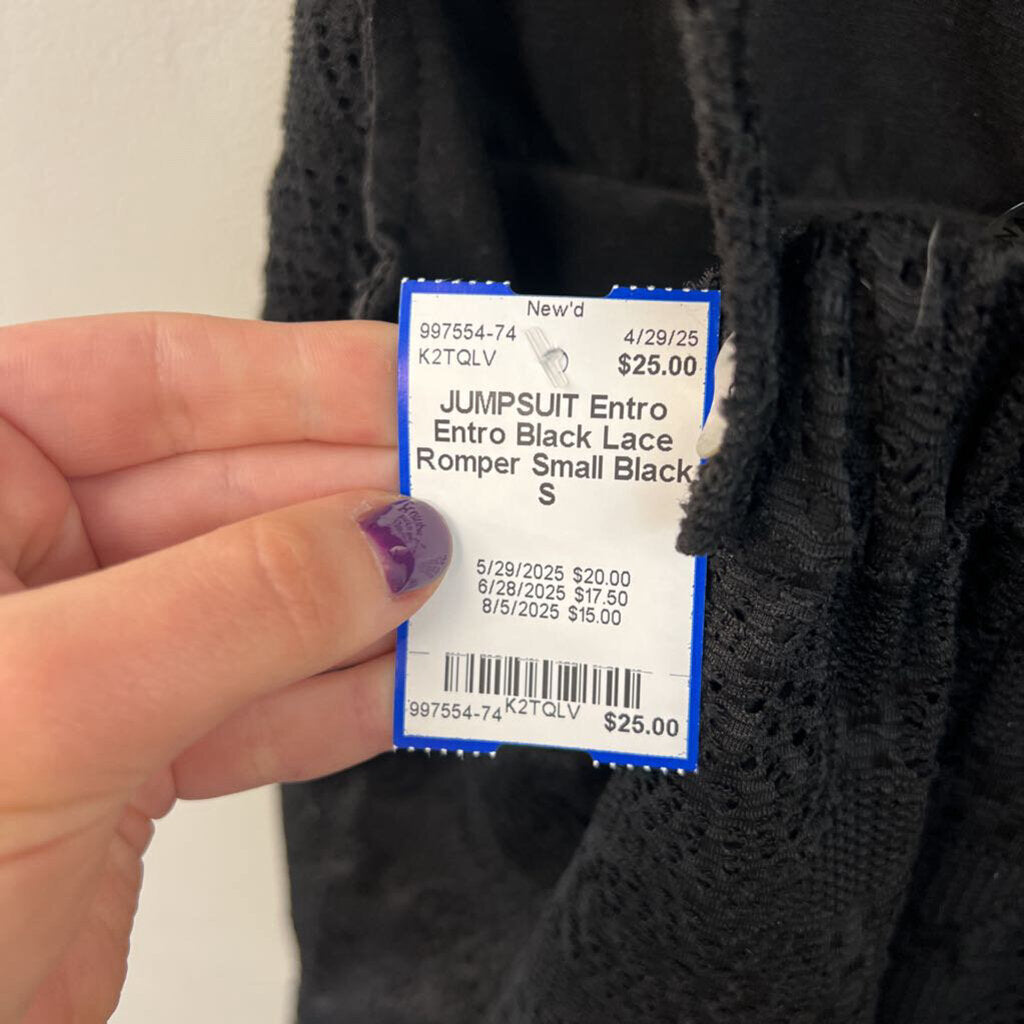 New'd
997554-74 4/29/25
K2TQLV $25.00
JUMPSUIT Entro
Entro Black Lace
Romper Small Black
S
5/29/2025 $20.00
6/28/2025 $17.50
8/5/2025 $15.00
997554-74 K2TQLV $25.00